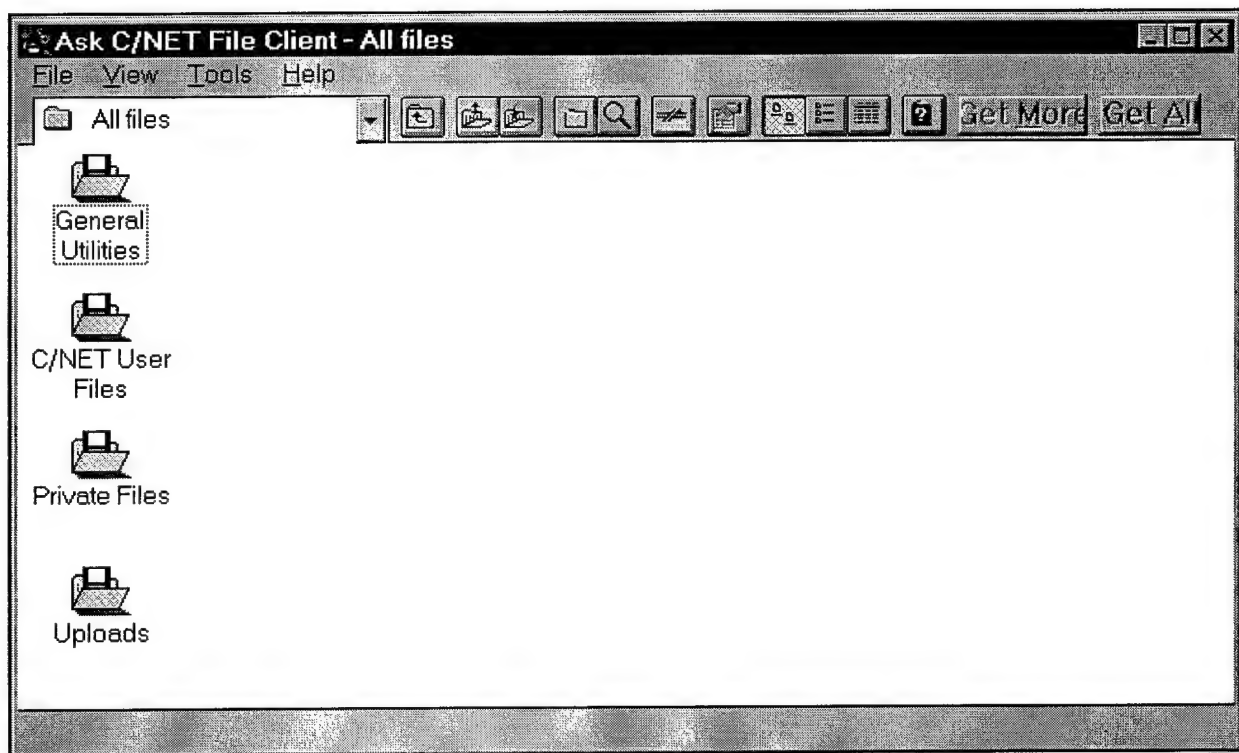 Ask C/NET File Client - All files
File View Tools Help
All files
Get More Get All
General
Utilities
C/NET User
Files
Private Files
Uploads